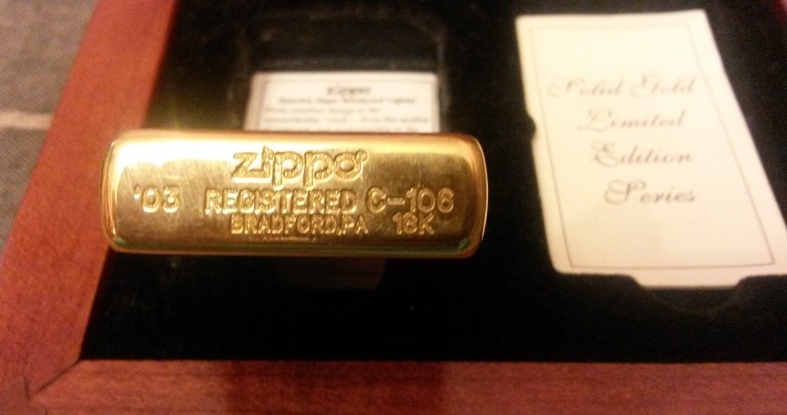 Zippo
'03 REGISTERED C-106
BRADFORD,PA 18K
Zippo
Solid Gold
Limited
Edition
Series